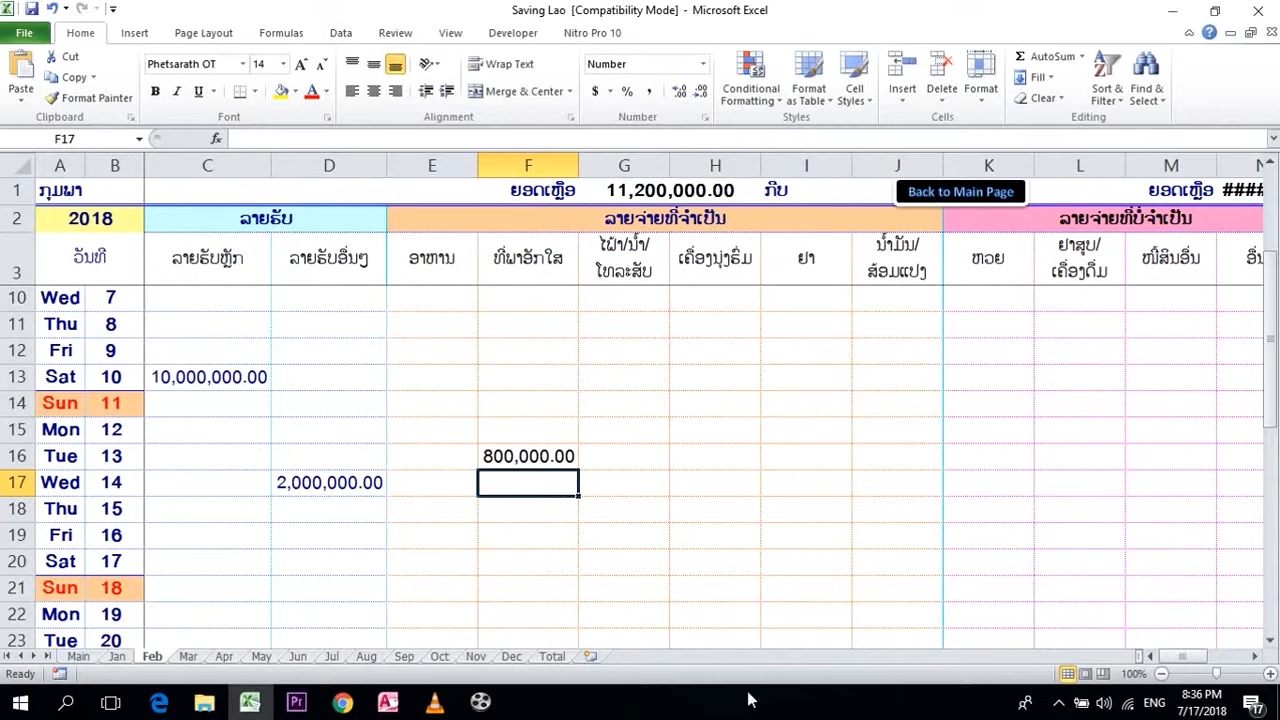 Saving Lao [Compatibility Mode] - Microsoft Excel
File Home Insert Page Layout Formulas Data Review View Developer Nitro Pro 10
Paste Cut Copy Format Painter Clipboard
Phetsarath OT 14 B I U A Font
Wrap Text Merge & Center Alignment
Number $ % , Number
Conditional Formatting Format as Table Cell Styles Styles
Insert Delete Format Cells
Σ AutoSum Fill Clear Sort & Filter Find & Select Editing
F17 fx
A B C D E F G H I J K L M N
1 ກຸມພາ ຍອດເຫຼືອ 11,200,000.00 ກີບ Back to Main Page ຍອດເຫຼືອ ####
2 2018 ລາຍຮັບ ລາຍຈ່າຍທີ່ຈຳເປັນ ລາຍຈ່າຍທີ່ບໍ່ຈຳເປັນ
3 ວັນທີ ລາຍຮັບຫຼັກ ລາຍຮັບອື່ນໆ ອາຫານ ທີ່ພາອັກໃສ ໄຟ້າ/ນ້ຳ/ໂທລະສັບ ເຄື່ອງນຸ່ງຮົ່ມ ຢາ ນ້ຳມັນ/ສ້ອມແປງ ຫວຍ ຢາສຸບ/ເຄື່ອງດື່ມ ໜີ້ສິນອື່ນ
10 Wed 7
11 Thu 8
12 Fri 9
13 Sat 10 10,000,000.00
14 Sun 11
15 Mon 12
16 Tue 13 800,000.00
17 Wed 14 2,000,000.00
18 Thu 15
19 Fri 16
20 Sat 17
21 Sun 18
22 Mon 19
23 Tue 20
Main Jan Feb Mar Apr May Jun Jul Aug Sep Oct Nov Dec Total
Ready 100%
ENG 8:36 PM
7/17/2018 17